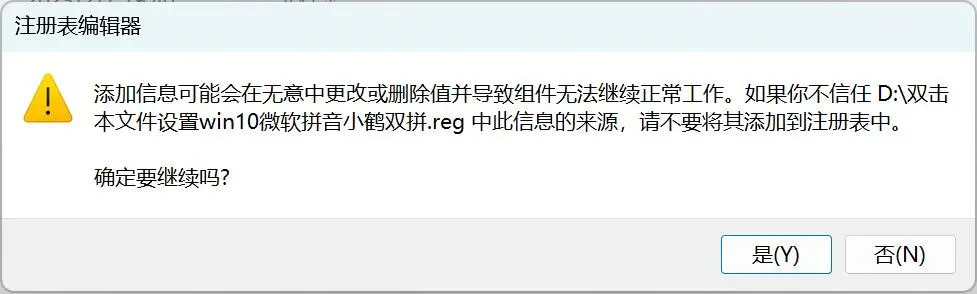 注册表编辑器
添加信息可能会在无意中更改或删除值并导致组件无法继续正常工作。如果你不信任 D:\双击
本文件设置win10微软拼音小鹤双拼.reg 中此信息的来源，请不要将其添加到注册表中。
确定要继续吗?
是(Y)
否(N)